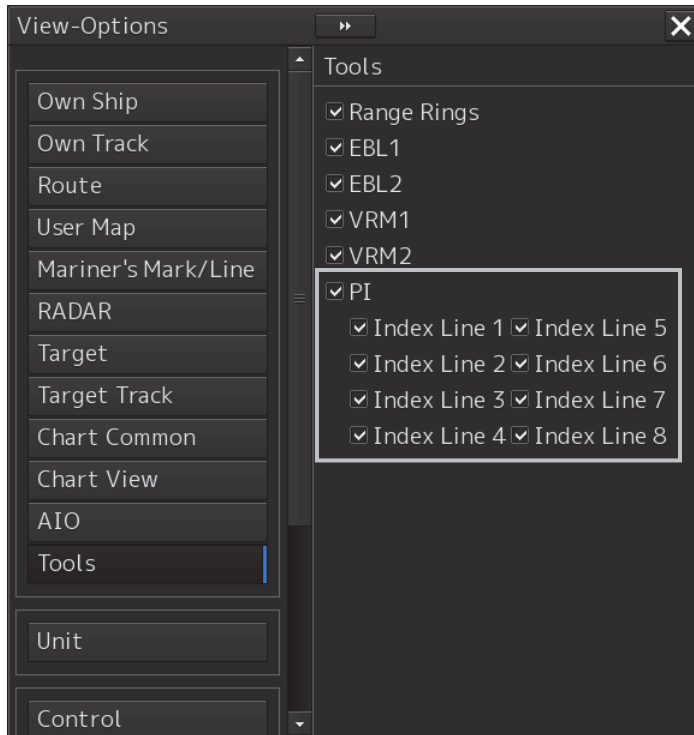 View-Options
Own Ship
Own Track
Route
User Map
Mariner's Mark/Line
RADAR
Target
Target Track
Chart Common
Chart View
AIO
Tools
Unit
Control
Tools
Range Rings
EBL1
EBL2
VRM1
VRM2
PI
Index Line 1 Index Line 5
Index Line 2 Index Line 6
Index Line 3 Index Line 7
Index Line 4 Index Line 8